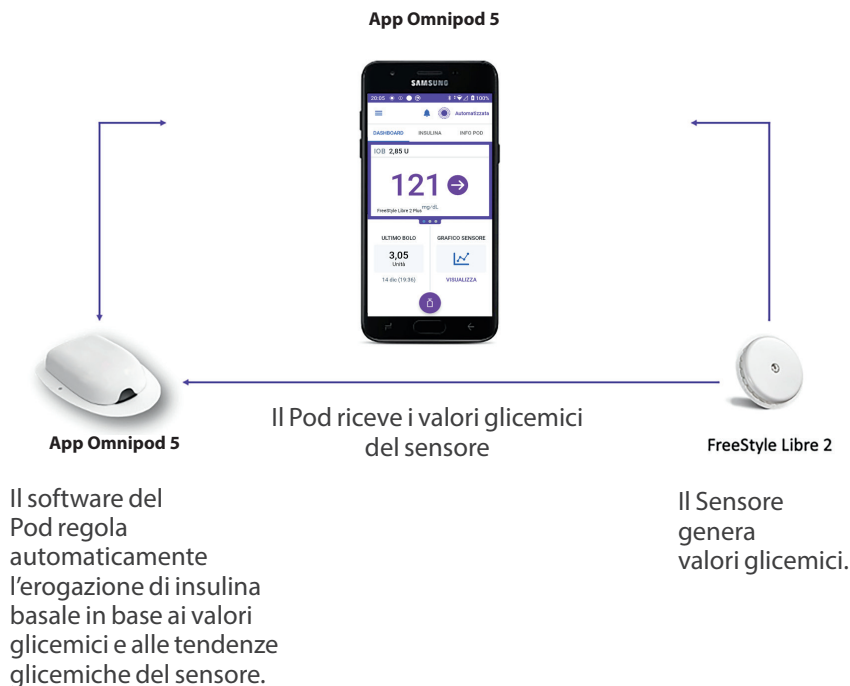 App Omnipod 5
SAMSUNG
20:05
100%
Automatizzata
DASHBOARD INSULINA INFO POD
IOB 2,85 U
121
mg/dL
FreeStyle Libre 2 Plus
ULTIMO BOLO GRAFICO SENSORE
3,05
Unità
14 dic (19:36) VISUALIZZA
App Omnipod 5
Il Pod riceve i valori glicemici
del sensore
FreeStyle Libre 2
Il software del
Pod regola
automaticamente
l'erogazione di insulina
basale in base ai valori
glicemici e alle tendenze
glicemiche del sensore.
Il Sensore
genera
valori glicemici.